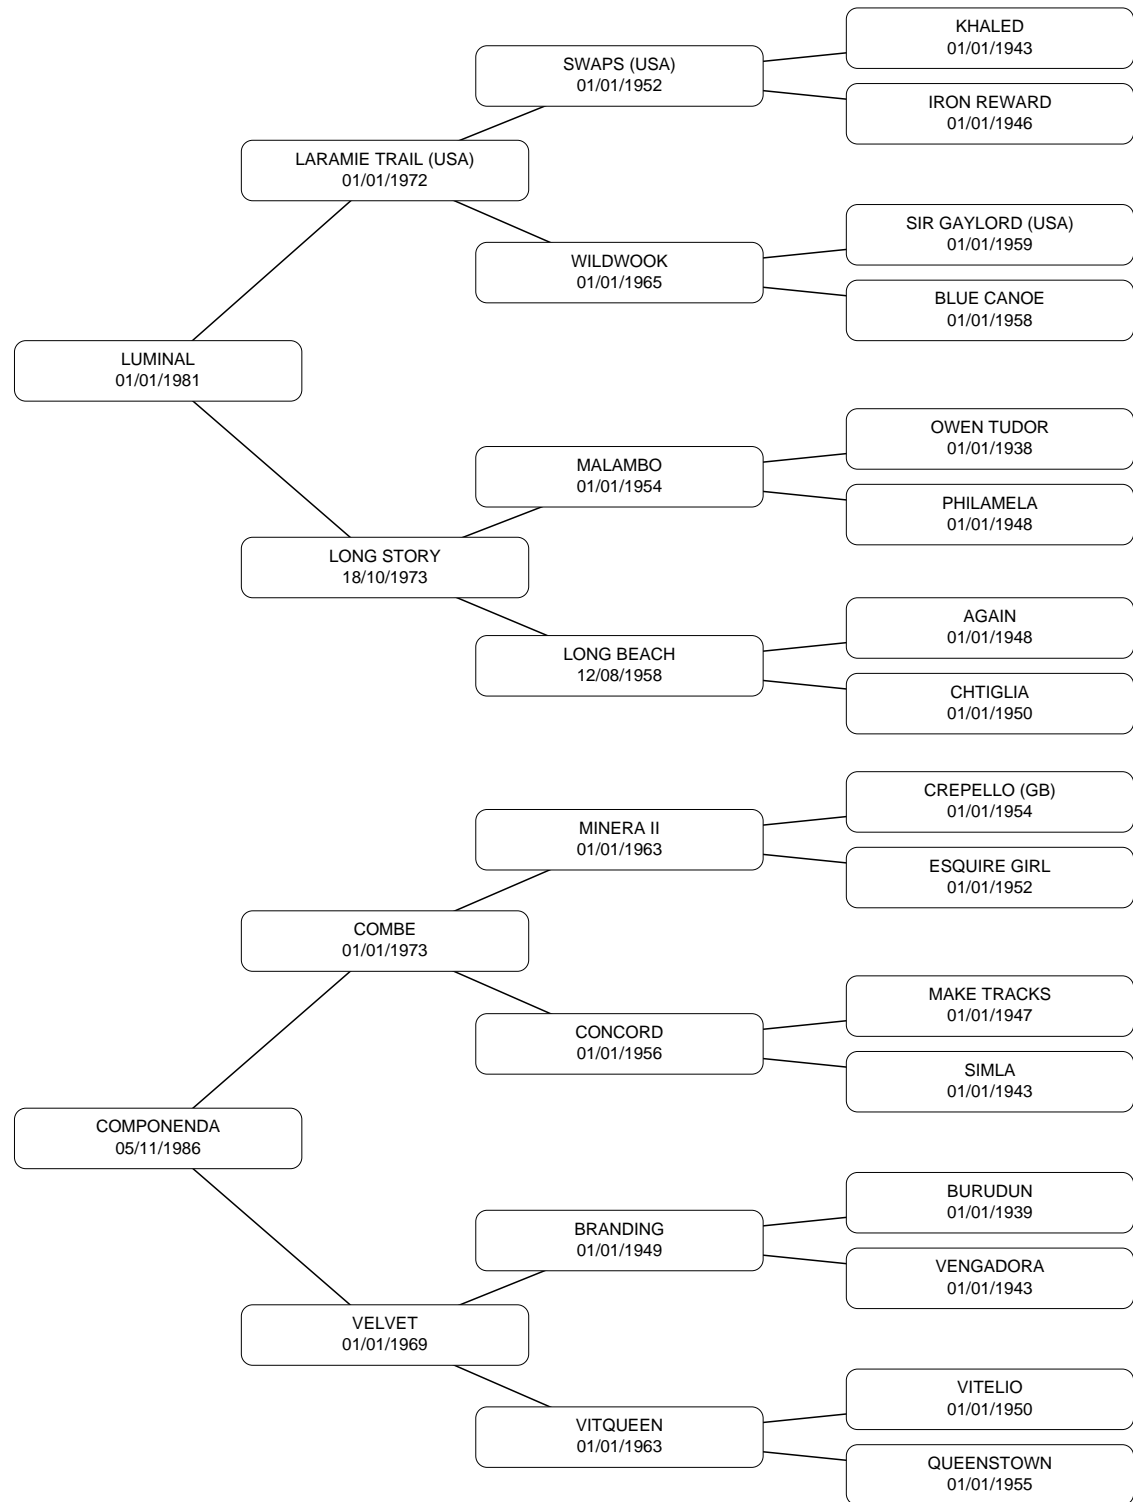 KHALED
01/01/1943
SWAPS (USA)
01/01/1952
IRON REWARD
01/01/1946
LARAMIE TRAIL (USA)
01/01/1972
SIR GAYLORD (USA)
01/01/1959
WILDWOOK
01/01/1965
BLUE CANOE
01/01/1958
LUMINAL
01/01/1981
OWEN TUDOR
01/01/1938
MALAMBO
01/01/1954
PHILAMELA
01/01/1948
LONG STORY
18/10/1973
AGAIN
01/01/1948
LONG BEACH
12/08/1958
CHTIGLIA
01/01/1950
CREPELLO (GB)
01/01/1954
MINERA II
01/01/1963
ESQUIRE GIRL
01/01/1952
COMBE
01/01/1973
MAKE TRACKS
01/01/1947
CONCORD
01/01/1956
SIMLA
01/01/1943
COMPONENDA
05/11/1986
BURUDUN
01/01/1939
BRANDING
01/01/1949
VENGADORA
01/01/1943
VELVET
01/01/1969
VITELIO
01/01/1950
VITQUEEN
01/01/1963
QUEENSTOWN
01/01/1955